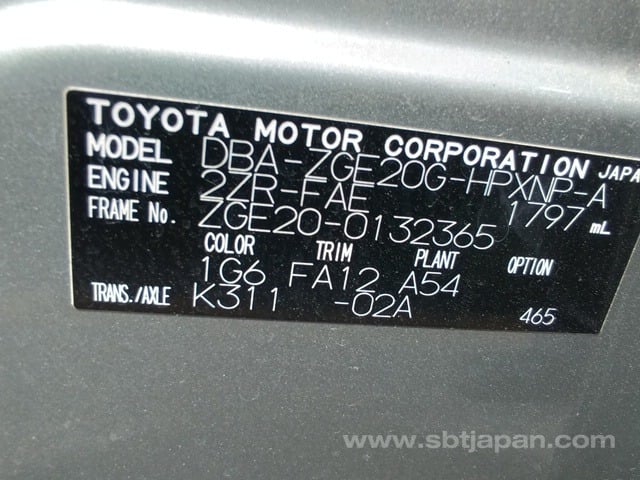 TOYOTA MOTOR CORPORATION JAPA
MODEL DBA-ZGE20G-HPXNP-A
ENGINE 2ZR-FAE 1797 mL
FRAME No. ZGE20-0132365
COLOR TRIM PLANT OPTION
1G6 FA12 A54
TRANS./AXLE K311 -02A 465
www.sbtjapan.com